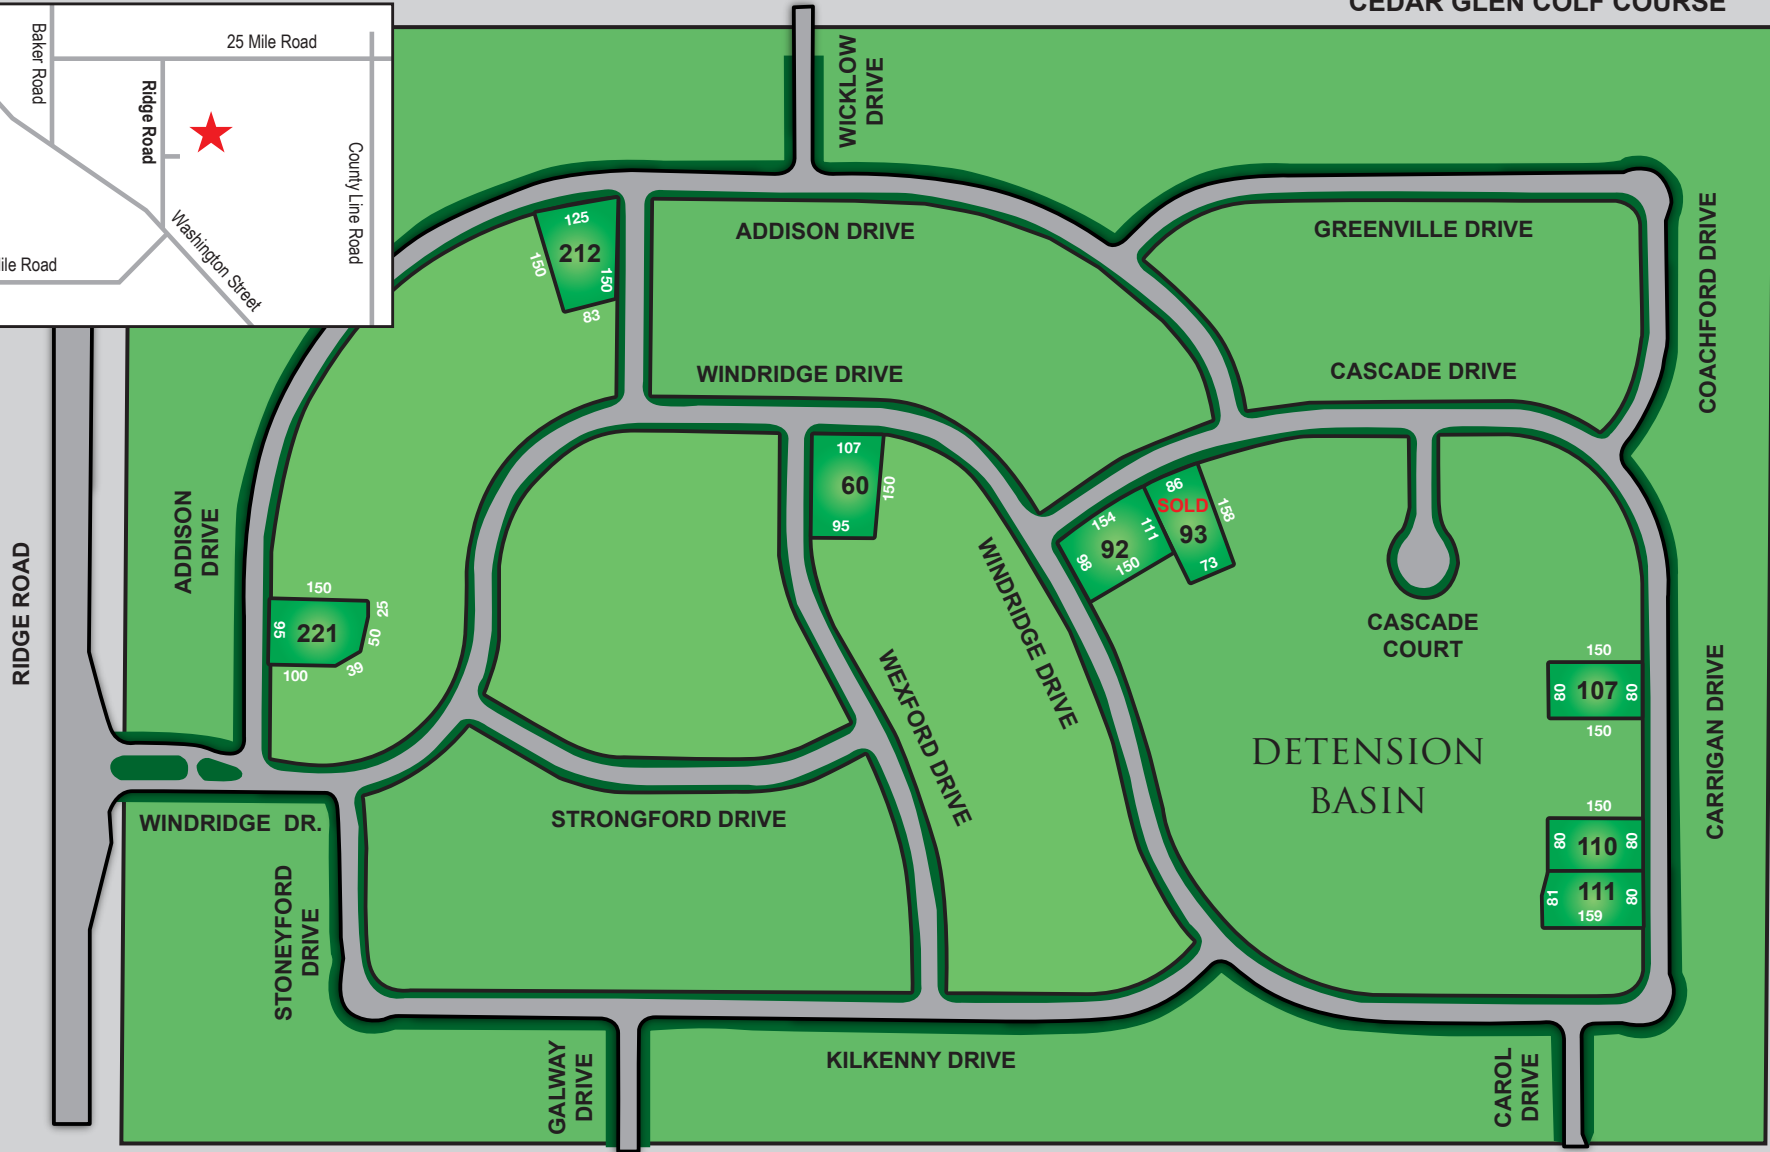 CEDAR GLEN COLF COURSE
Baker Road
25 Mile Road
Ridge Road
County Line Road
Washington Street
ile Road
WICKLOW
DRIVE
ADDISON DRIVE
GREENVILLE DRIVE
COACHFORD DRIVE
125
212
150
150
83
WINDRIDGE DRIVE
CASCADE DRIVE
107
60
150
95
86
SOLD
93
158
73
154
111
92
98
150
ADDISON
DRIVE
RIDGE ROAD
150
221
95
25
50
39
100
WINDRIDGE DRIVE
WEXFORD DRIVE
CASCADE
COURT
150
80
107
80
150
CARRIGAN DRIVE
DETENSION
BASIN
150
80
110
80
81
111
80
159
WINDRIDGE DR.
STRONGFORD DRIVE
STONEYFORD
DRIVE
GALWAY
DRIVE
KILKENNY DRIVE
CAROL
DRIVE